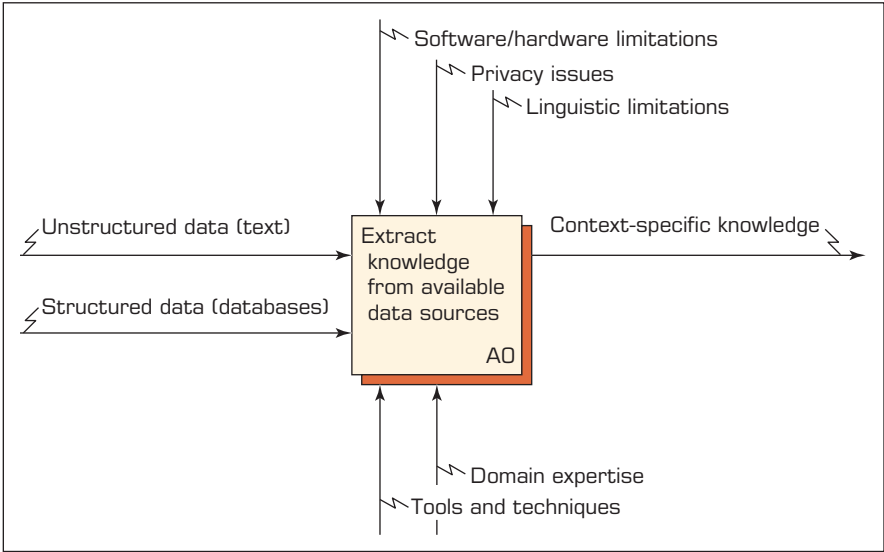 Software/hardware limitations
Privacy issues
Linguistic limitations
Unstructured data (text)
Structured data (databases)
Extract
knowledge
from available
data sources
A0
Context-specific knowledge
Domain expertise
Tools and techniques